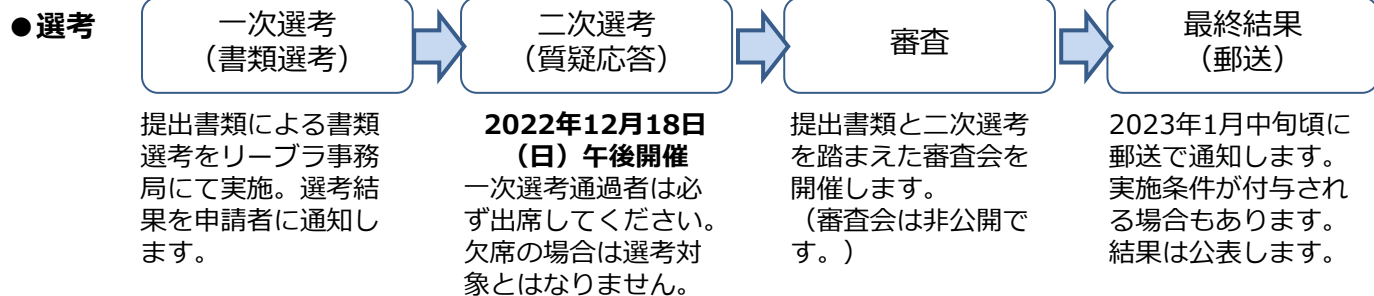 ●選考
一次選考
（書類選考）
提出書類による書類
選考をリーブラ事務
局にて実施。選考結
果を申請者に通知し
ます。
二次選考
（質疑応答）
2022年12月18日
（日）午後開催
一次選考通過者は必
ず出席してください。
欠席の場合は選考対
象とはなりません。
審査
提出書類と二次選考
を踏まえた審査会を
開催します。
（審査会は非公開で
す。）
最終結果
（郵送）
2023年1月中旬頃に
郵送で通知します。
実施条件が付与され
る場合もあります。
結果は公表します。